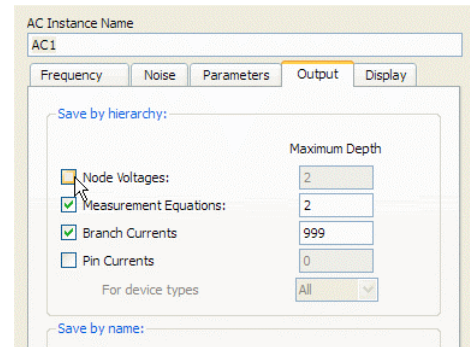 AC Instance Name
AC1
Frequency Noise Parameters Output Display
Save by hierarchy:
Maximum Depth
Node Voltages: 2
Measurement Equations: 2
Branch Currents 999
Pin Currents 0
For device types All
Save by name: